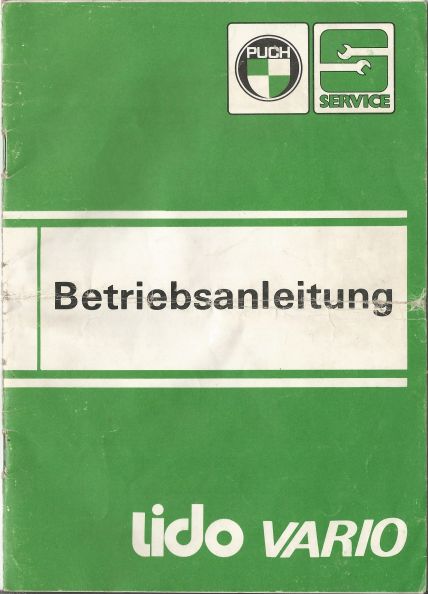 PUCH
SERVICE
Betriebsanleitung
lido VARIO